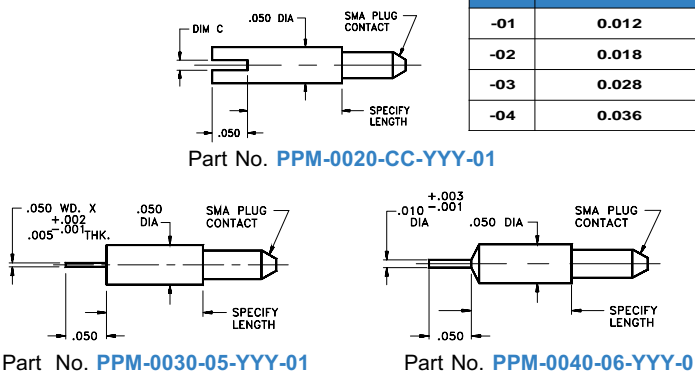 DIM C
.050 DIA
SMA PLUG
CONTACT
SPECIFY
LENGTH
.050
-01 0.012
-02 0.018
-03 0.028
-04 0.036
Part No. PPM-0020-CC-YYY-01
.050 WD. X
+.002
.005 -.001 THK.
.050
DIA
SMA PLUG
CONTACT
SPECIFY
LENGTH
.050
Part No. PPM-0030-05-YYY-01
+.003
.010 -.001
DIA
.050 DIA
SMA PLUG
CONTACT
SPECIFY
LENGTH
.050
Part No. PPM-0040-06-YYY-0